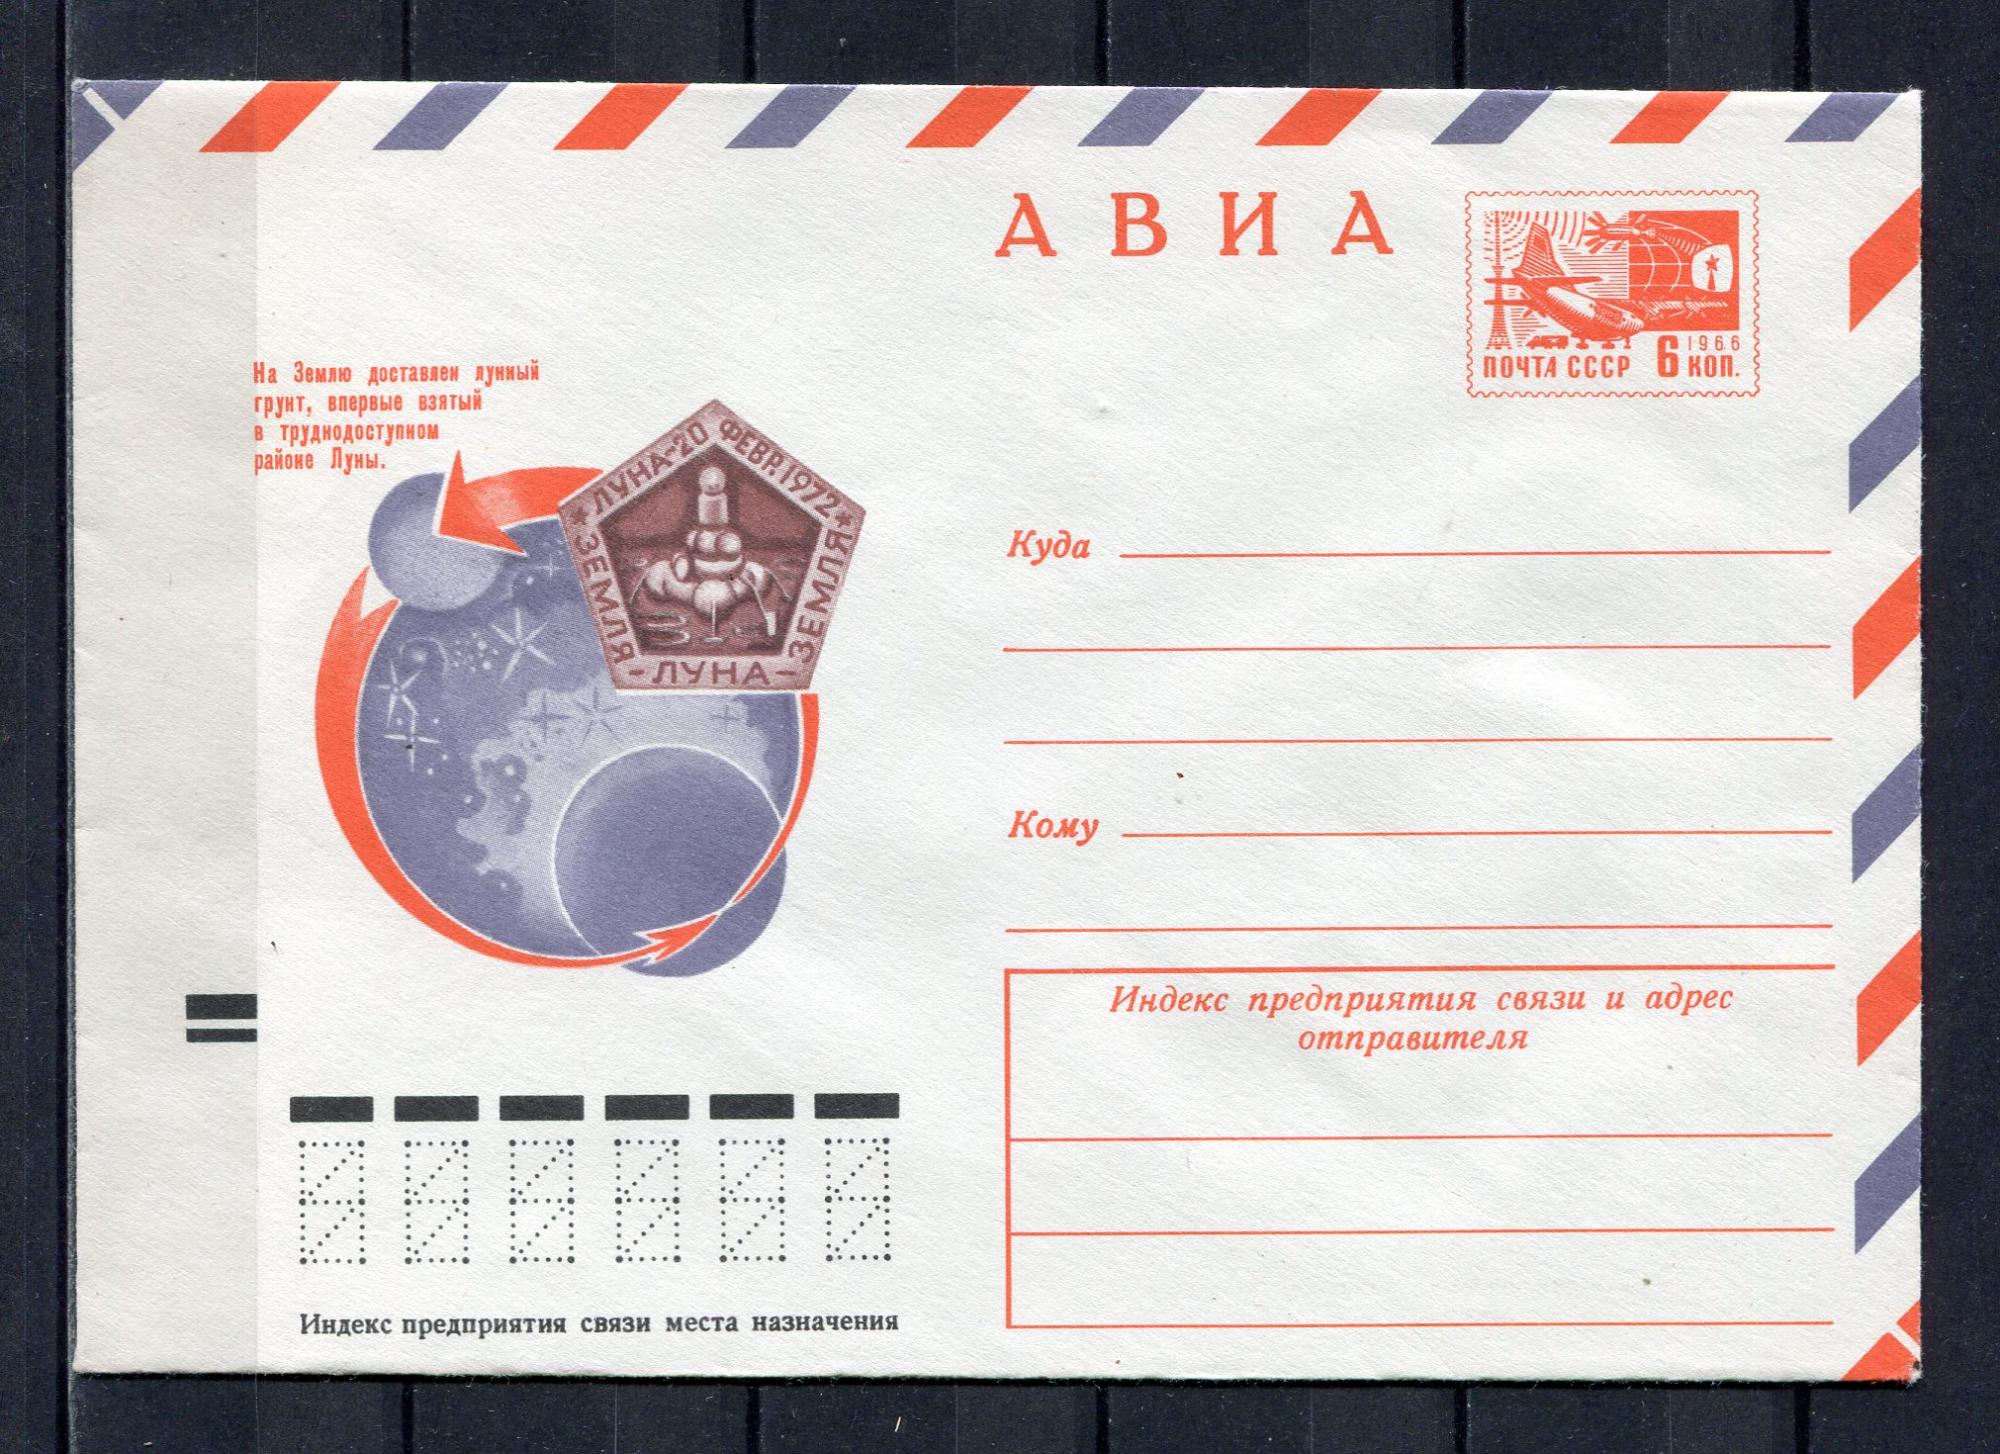 АВИА
1966
ПОЧТА СССР 6 КОП.
На Землю доставлен лунный
грунт, впервые взятый
в труднодоступном
районе Луны.
ЛУНА-20 ФЕВР. 1972
ЗЕМЛЯ - ЛУНА - ЗЕМЛЯ
Куда
Кому
Индекс предприятия связи и адрес
отправителя
Индекс предприятия связи места назначения